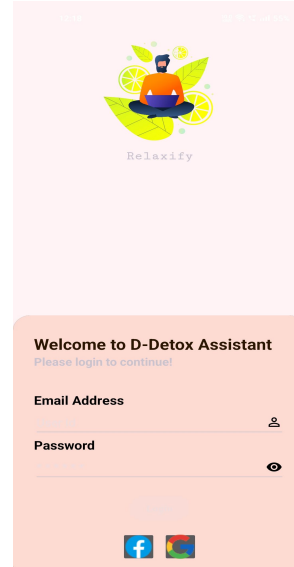 Relaxify
Welcome to D-Detox Assistant
Please login to continue!
Email Address
Password